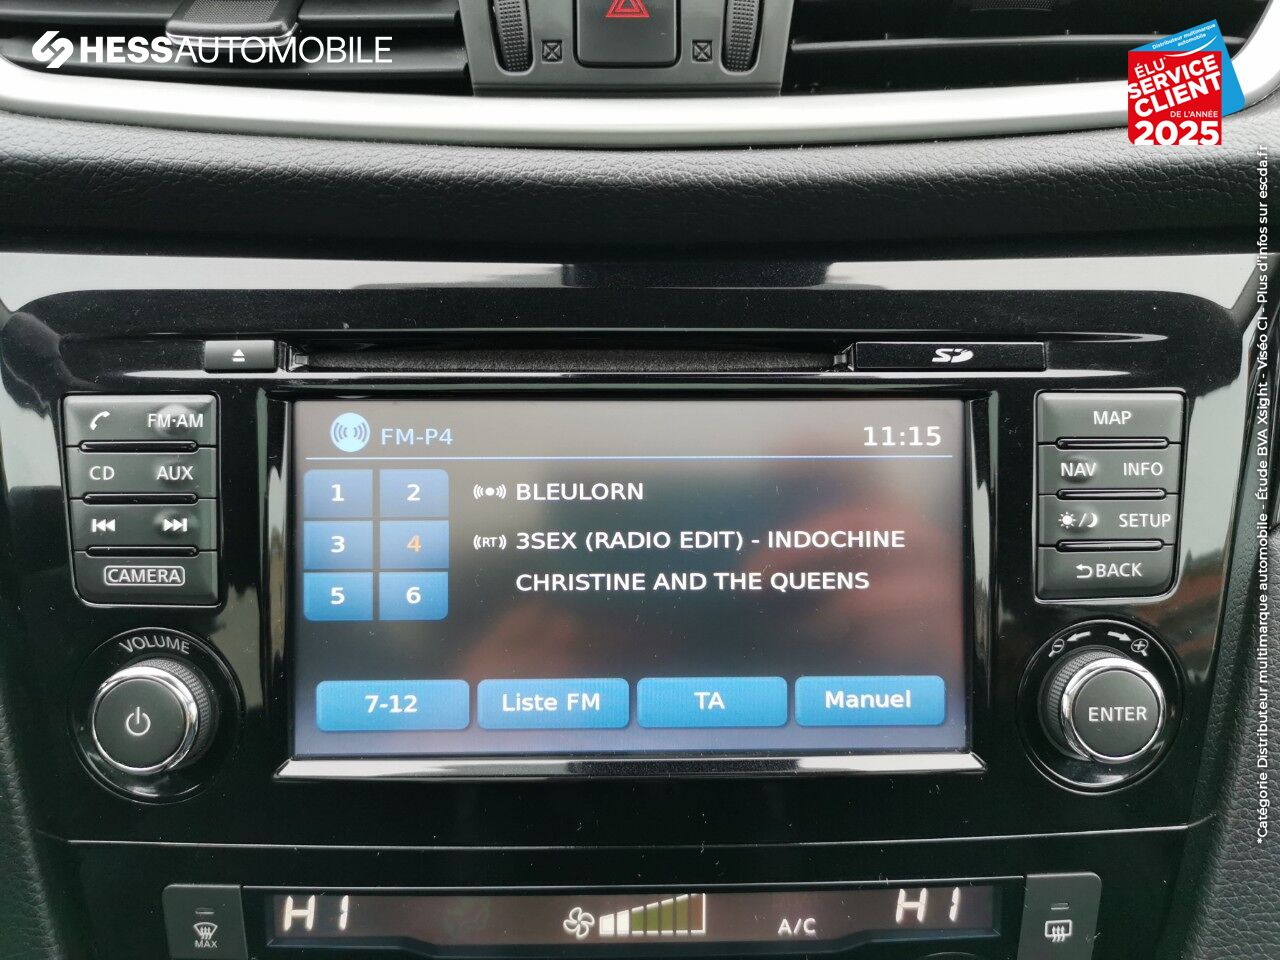 HESSAUTOMOBILE
Distributeur multimarque
automobile
ÉLU
SERVICE
CLIENT
DE L'ANNÉE
2025
*Catégorie Distributeur multimarque automobile - Étude BVA Xsight - Viséo CI - Plus d'infos sur escda.fr
SD
FM·AM
CD AUX
CAMERA
VOLUME
FM-P4 11:15
1 2
3 4
5 6
BLEULORN
RT 3SEX (RADIO EDIT) - INDOCHINE
CHRISTINE AND THE QUEENS
7-12 Liste FM TA Manuel
MAP
NAV INFO
SETUP
BACK
ENTER
MAX
HI A/C HI